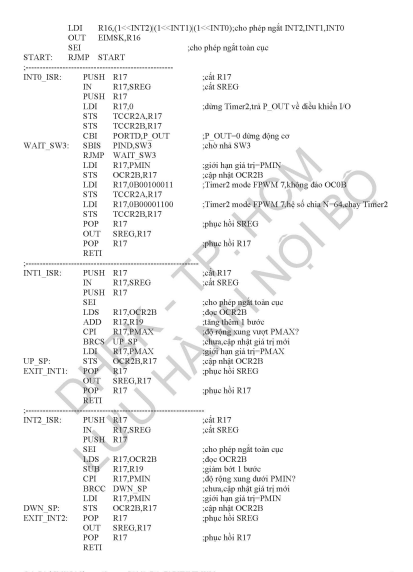 LDI R16,(1<<INT2)|(1<<INT1)|(1<<INT0);cho phép ngắt INT2,INT1,INT0
OUT EIMSK,R16
SEI ;cho phép ngắt toàn cục
START: RJMP START
;-------------------------------------------------
INT0_ISR: PUSH R17 ;cất R17
IN R17,SREG ;cất SREG
PUSH R17
LDI R17,0 ;dừng Timer2,trả P_OUT về điều khiển I/O
STS TCCR2A,R17
STS TCCR2B,R17
CBI PORTD,P_OUT ;P_OUT=0 dừng động cơ
WAIT_SW3: SBIS PIND,SW3 ;chờ nhả SW3
RJMP WAIT_SW3
LDI R17,PMIN ;giới hạn giá trị=PMIN
STS OCR2B,R17 ;cập nhật OCR2B
LDI R17,0B00100011 ;Timer2 mode FPWM 7,không đảo OC0B
STS TCCR2A,R17
LDI R17,0B00001100 ;Timer2 mode FPWM 7,hệ số chia N=64,chạy Timer2
STS TCCR2B,R17
POP R17 ;phục hồi SREG
OUT SREG,R17
POP R17 ;phục hồi R17
RETI
;----------------------------------------------------------
INT1_ISR: PUSH R17 ;cất R17
IN R17,SREG ;cất SREG
PUSH R17
SEI ;cho phép ngắt toàn cục
LDS R17,OCR2B ;đọc OCR2B
ADD R17,R19 ;tăng thêm 1 bước
CPI R17,PMAX ;độ rộng xung vượt PMAX?
BRCS UP_SP ;chưa,cập nhật giá trị mới
LDI R17,PMAX ;giới hạn giá trị=PMAX
UP_SP: STS OCR2B,R17 ;cập nhật OCR2B
EXIT_INT1: POP R17 ;phục hồi SREG
OUT SREG,R17
POP R17 ;phục hồi R17
RETI
;------------------------------------------------------------
INT2_ISR: PUSH R17 ;cất R17
IN R17,SREG ;cất SREG
PUSH R17
SEI ;cho phép ngắt toàn cục
LDS R17,OCR2B ;đọc OCR2B
SUB R17,R19 ;giảm bớt 1 bước
CPI R17,PMIN ;độ rộng xung dưới PMIN?
BRCC DWN_SP ;chưa,cập nhật giá trị mới
LDI R17,PMIN ;giới hạn giá trị=PMIN
DWN_SP: STS OCR2B,R17 ;cập nhật OCR2B
EXIT_INT2: POP R17 ;phục hồi SREG
OUT SREG,R17
POP R17 ;phục hồi R17
RETI
ĐHBK - TP. HCM
LƯU HÀNH NỘI BỘ